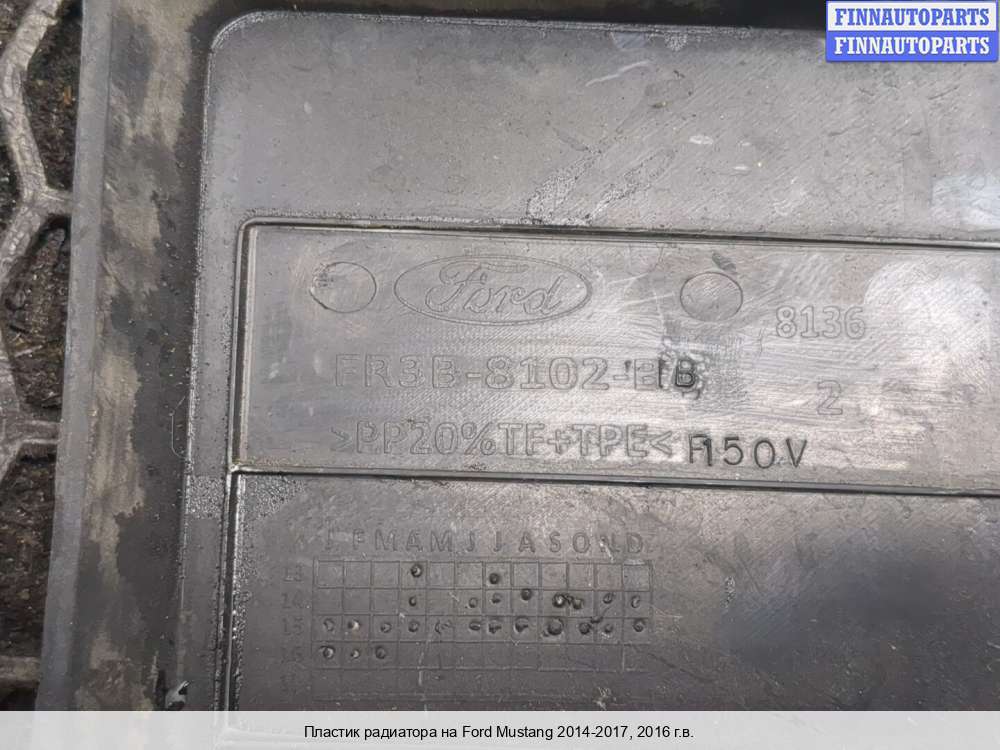 FINNAUTOPARTS
FINNAUTOPARTS
Ford
8136
FR3B-8102-
2
>PP20%TF+TPE< F150V
J F M A M J J A S O N D
13
14
15
16
Пластик радиатора на Ford Mustang 2014-2017, 2016 г.в.